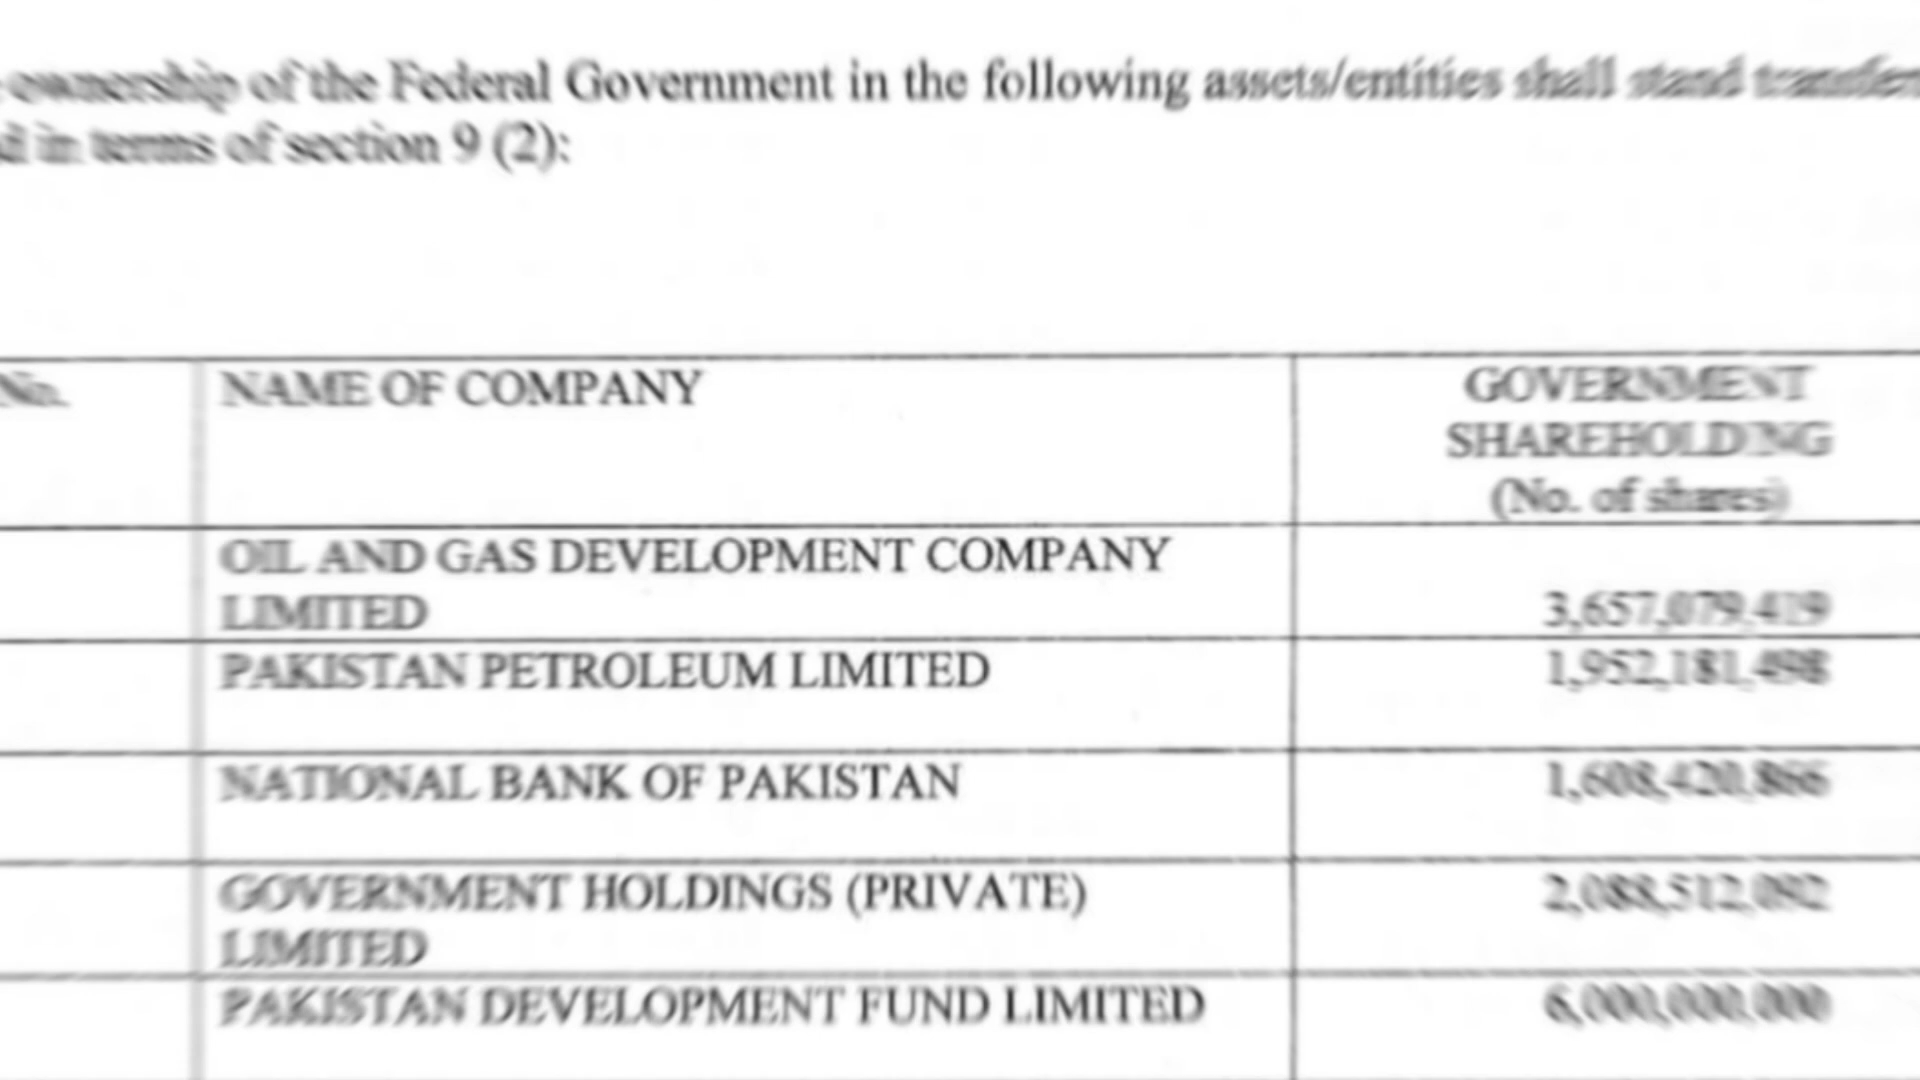 ownership of the Federal Government in the following assets/entities shall stand transfer
in terms of section 9 (2):
No.
NAME OF COMPANY
GOVERNMENT
SHAREHOLDING
(No. of shares)
OIL AND GAS DEVELOPMENT COMPANY
LIMITED
3,657,079,419
PAKISTAN PETROLEUM LIMITED
1,952,181,498
NATIONAL BANK OF PAKISTAN
1,608,420,866
GOVERNMENT HOLDINGS (PRIVATE)
LIMITED
2,088,512,092
PAKISTAN DEVELOPMENT FUND LIMITED
6,000,000,000